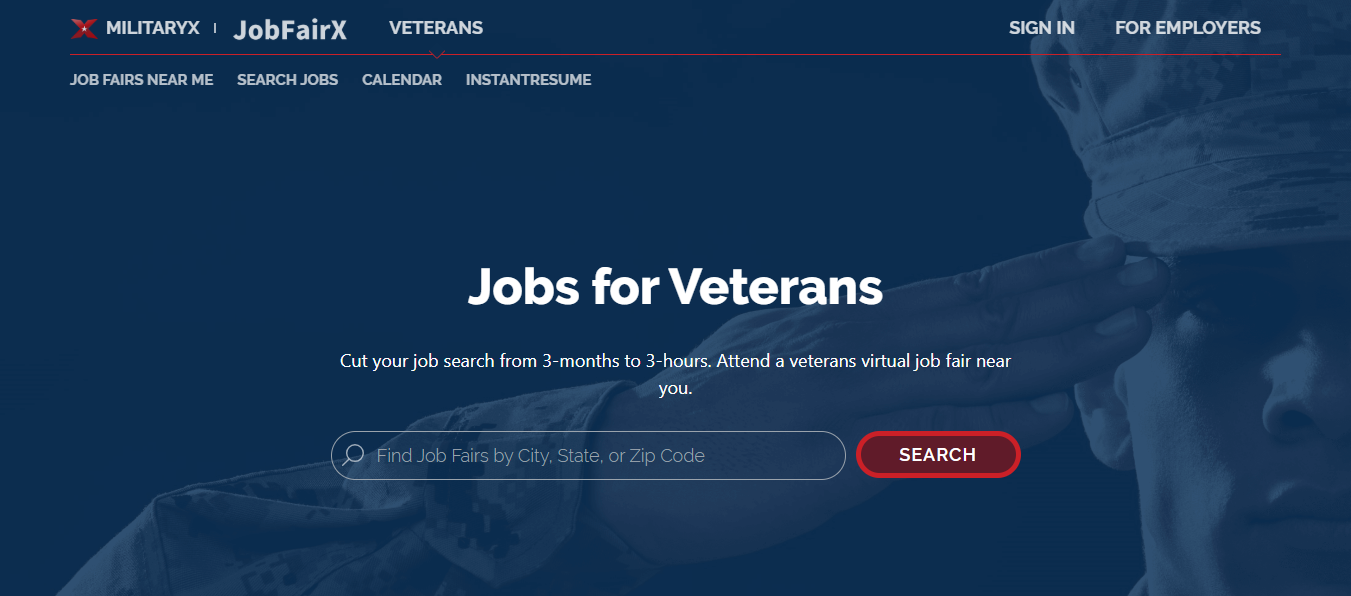 MILITARYX | JobFairX VETERANS SIGN IN FOR EMPLOYERS
JOB FAIRS NEAR ME SEARCH JOBS CALENDAR INSTANTRESUME
Jobs for Veterans
Cut your job search from 3-months to 3-hours. Attend a veterans virtual job fair near
you.
Find Job Fairs by City, State, or Zip Code SEARCH